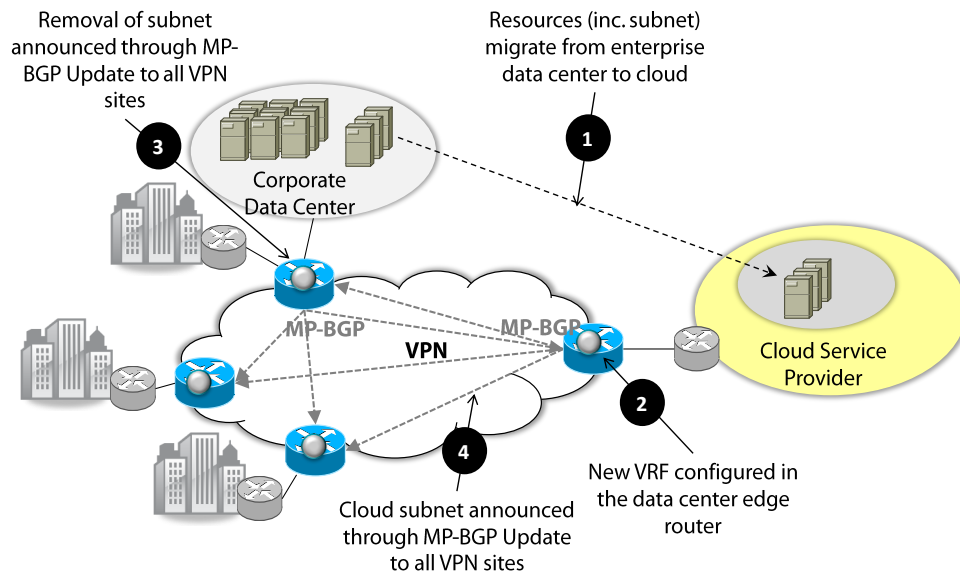 Removal of subnet
announced through MP-
BGP Update to all VPN
sites
Resources (inc. subnet)
migrate from enterprise
data center to cloud
3
1
Corporate
Data Center
MP-BGP
MP-BGP
VPN
Cloud Service
Provider
2
4
New VRF configured in
the data center edge
router
Cloud subnet announced
through MP-BGP Update
to all VPN sites